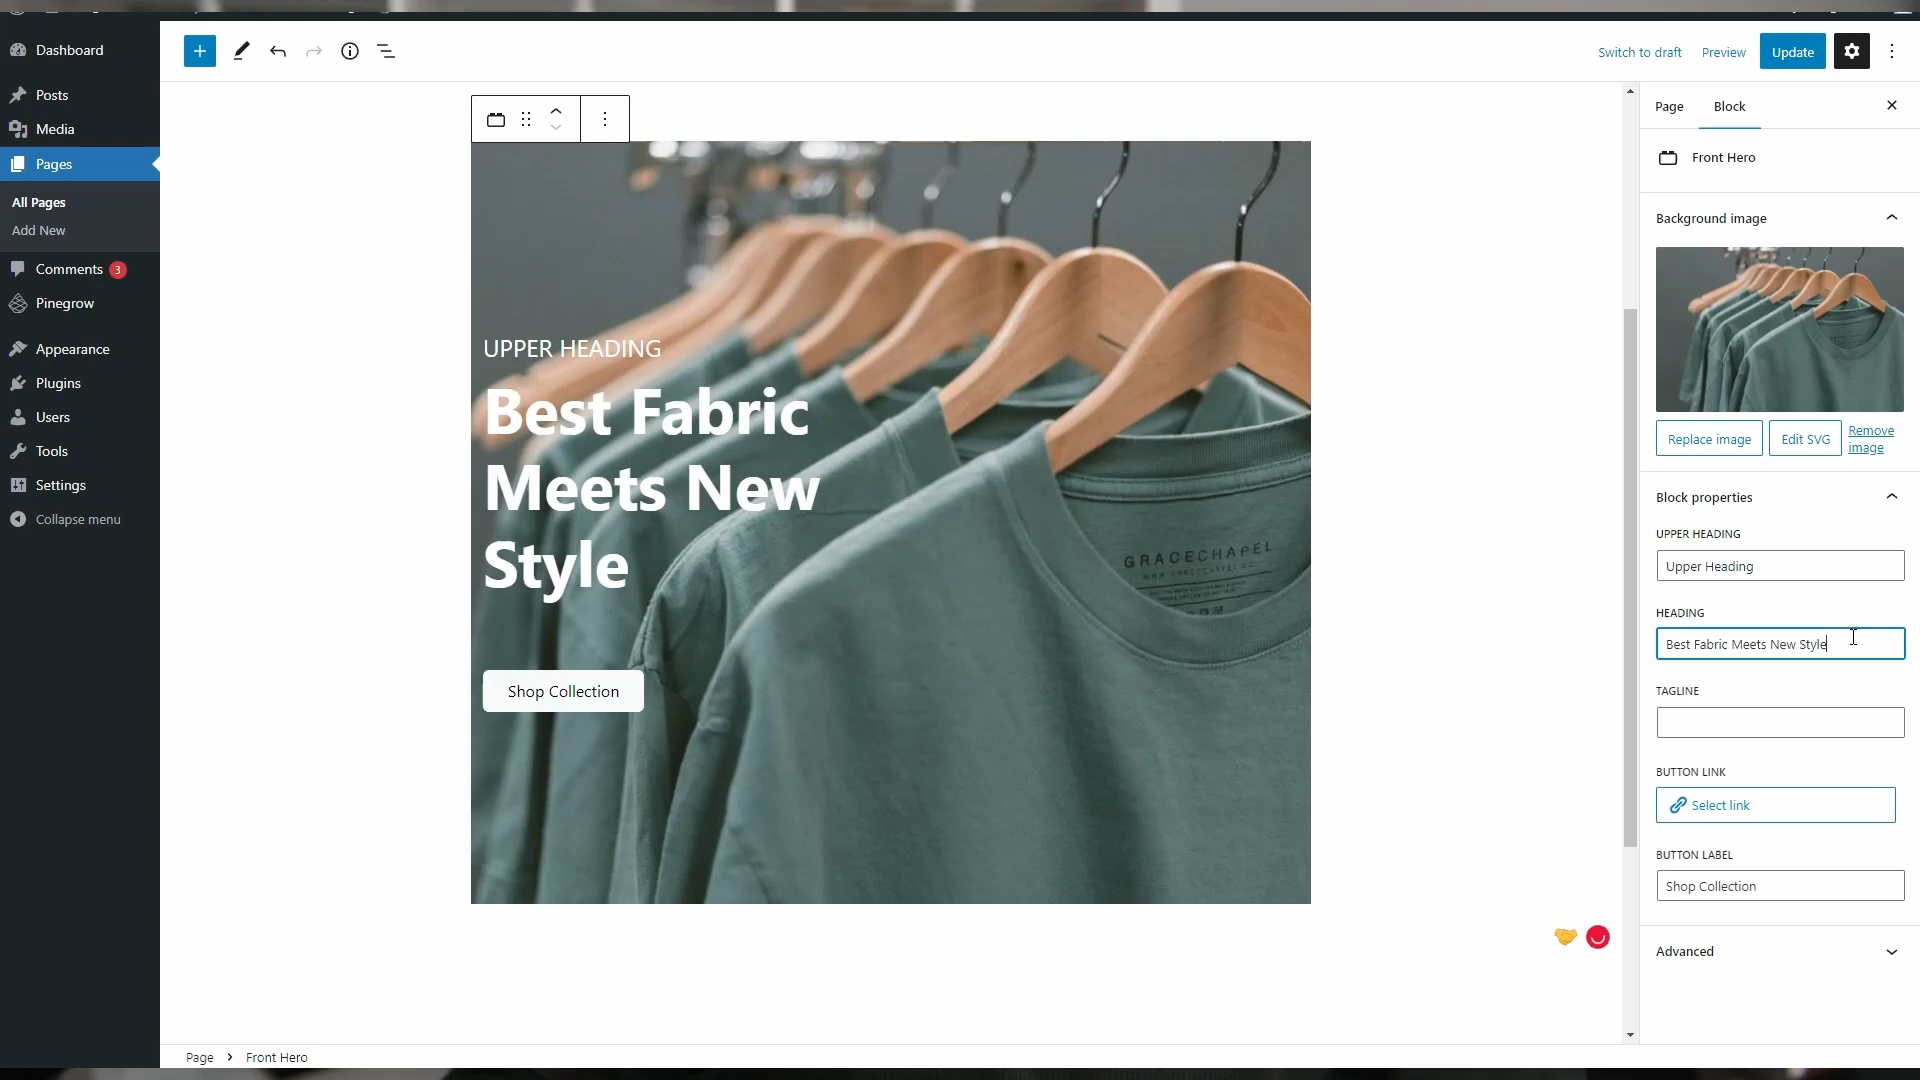 Dashboard
Posts
Media
Pages
All Pages
Add New
Comments 3
Pinegrow
Appearance
Plugins
Users
Tools
Settings
Collapse menu
Switch to draft
Preview
Update
UPPER HEADING
Best Fabric
Meets New
Style
Shop Collection
GRACECHAPEL
Page
Block
Front Hero
Background image
Replace image
Edit SVG
Remove
image
Block properties
UPPER HEADING
Upper Heading
HEADING
Best Fabric Meets New Style
TAGLINE
BUTTON LINK
Select link
BUTTON LABEL
Shop Collection
Advanced
Page
Front Hero